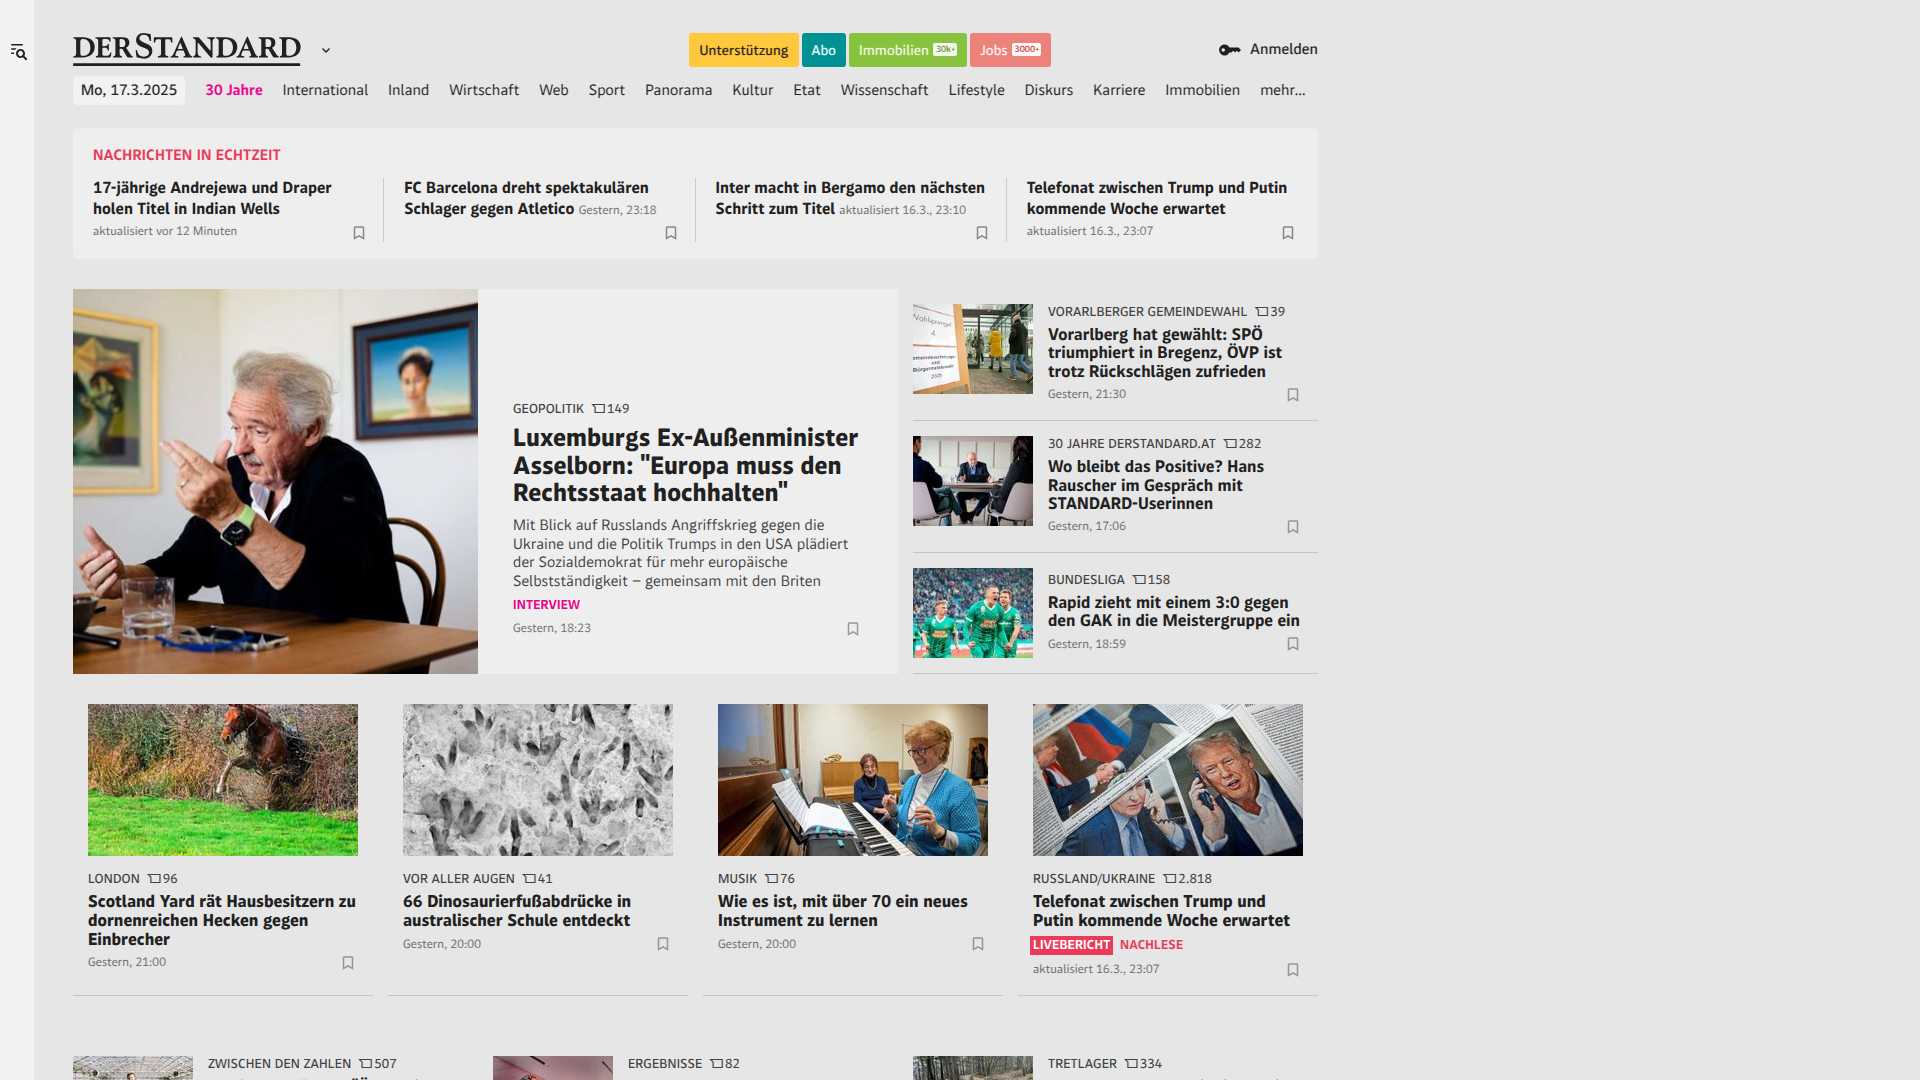 DERSTANDARD
Unterstützung
Abo
Immobilien 30k+
Jobs 3000+
Anmelden
Mo, 17.3.2025
30 Jahre
International
Inland
Wirtschaft
Web
Sport
Panorama
Kultur
Etat
Wissenschaft
Lifestyle
Diskurs
Karriere
Immobilien
mehr...
NACHRICHTEN IN ECHTZEIT
17-jährige Andrejewa und Draper
holen Titel in Indian Wells
aktualisiert vor 12 Minuten
FC Barcelona dreht spektakulären
Schlager gegen Atletico Gestern, 23:18
Inter macht in Bergamo den nächsten
Schritt zum Titel aktualisiert 16.3., 23:10
Telefonat zwischen Trump und Putin
kommende Woche erwartet
aktualisiert 16.3., 23:07
GEOPOLITIK 149
Luxemburgs Ex-Außenminister
Asselborn: "Europa muss den
Rechtsstaat hochhalten"
Mit Blick auf Russlands Angriffskrieg gegen die
Ukraine und die Politik Trumps in den USA plädiert
der Sozialdemokrat für mehr europäische
Selbstständigkeit – gemeinsam mit den Briten
INTERVIEW
Gestern, 18:23
VORARLBERGER GEMEINDEWAHL 39
Vorarlberg hat gewählt: SPÖ
triumphiert in Bregenz, ÖVP ist
trotz Rückschlägen zufrieden
Gestern, 21:30
30 JAHRE DERSTANDARD.AT 282
Wo bleibt das Positive? Hans
Rauscher im Gespräch mit
STANDARD-Userinnen
Gestern, 17:06
BUNDESLIGA 158
Rapid zieht mit einem 3:0 gegen
den GAK in die Meistergruppe ein
Gestern, 18:59
LONDON 96
Scotland Yard rät Hausbesitzern zu
dornenreichen Hecken gegen
Einbrecher
Gestern, 21:00
VOR ALLER AUGEN 41
66 Dinosaurierfußabdrücke in
australischer Schule entdeckt
Gestern, 20:00
MUSIK 76
Wie es ist, mit über 70 ein neues
Instrument zu lernen
Gestern, 20:00
RUSSLAND/UKRAINE 2.818
Telefonat zwischen Trump und
Putin kommende Woche erwartet
LIVEBERICHT NACHLESE
aktualisiert 16.3., 23:07
ZWISCHEN DEN ZAHLEN 507
ERGEBNISSE 82
TRETLAGER 334